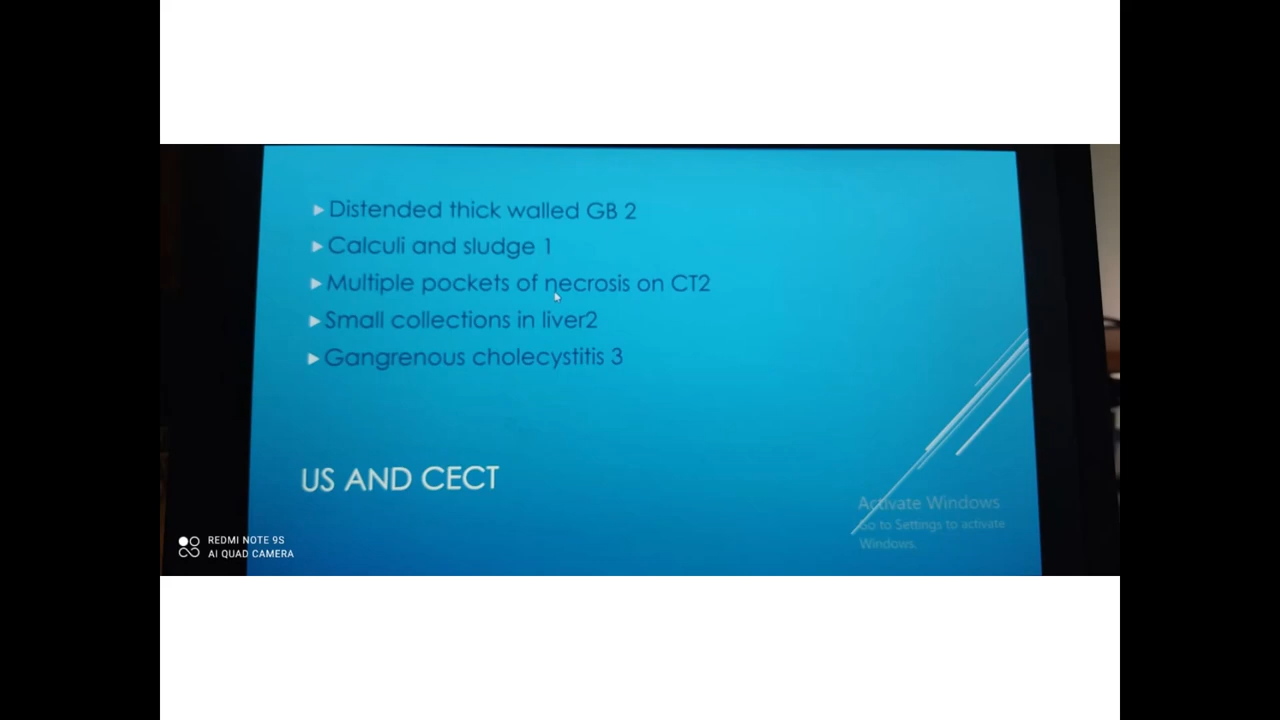 Distended thick walled GB 2
Calculi and sludge 1
Multiple pockets of necrosis on CT2
Small collections in liver2
Gangrenous cholecystitis 3
US AND CECT
Activate Windows
Go to Settings to activate
Windows.
REDMI NOTE 9S
AI QUAD CAMERA